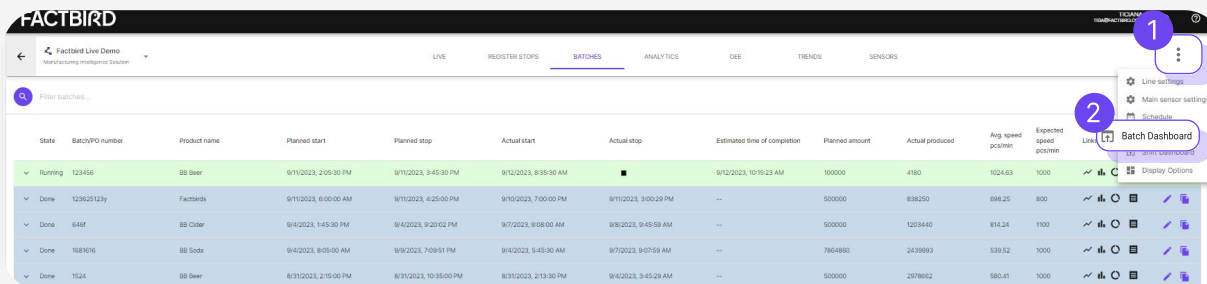 FACTBIRD
TIJANA
1
Factbird Live Demo
Manufacturing Intelligence Solution
LIVE REGISTER STOPS BATCHES ANALYTICS OEE TRENDS SENSORS
Filter batches...
Line settings
Main sensor settings
2
Schedule
Batch Dashboard
Shift Dashboard
Display Options
State Batch/PO number Product name Planned start Planned stop Actual start Actual stop Estimated time of completion Planned amount Actual produced Avg. speed pcs/min Expected speed pcs/min Links
Running 123456 BB Beer 9/11/2023, 2:05:30 PM 9/11/2023, 3:45:30 PM 9/12/2023, 8:35:30 AM 9/12/2023, 10:15:23 AM 100000 4180 1024.63 1000
Done 123625123y Factbirds 9/11/2023, 6:00:00 AM 9/11/2023, 4:25:00 PM 9/10/2023, 7:00:00 PM 9/11/2023, 3:00:29 PM -- 500000 838250 698.25 800
Done 646f BB Cider 9/4/2023, 1:45:30 PM 9/4/2023, 9:20:02 PM 9/7/2023, 9:08:00 AM 9/8/2023, 9:45:59 AM -- 500000 1203440 814.24 1100
Done 1681616 BB Soda 9/4/2023, 8:05:00 AM 9/9/2023, 7:09:51 PM 9/4/2023, 5:45:30 AM 9/7/2023, 9:07:59 AM -- 7864860 2439993 539.52 1000
Done 1524 BB Beer 8/31/2023, 2:15:00 PM 8/31/2023, 10:35:00 PM 8/31/2023, 2:13:30 PM 9/4/2023, 3:45:29 AM -- 500000 2978662 580.41 1000